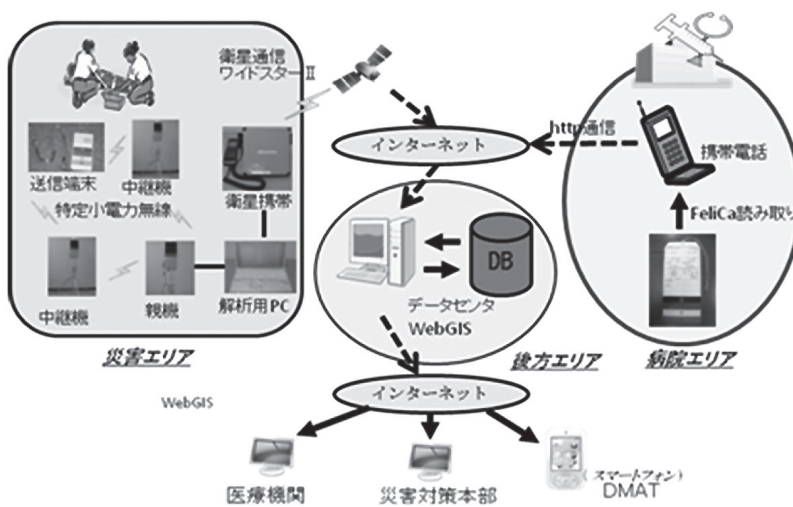 衛星通信
ワイドスターⅡ
送信端末
中継機
衛星携帯
特定小電力無線
中継機
親機
解析用PC
災害エリア
インターネット
http通信
携帯電話
FeliCa読み取り
病院エリア
DB
データセンタ
WebGIS
後方エリア
インターネット
WebGIS
医療機関
災害対策本部
(スマートフォン)
DMAT